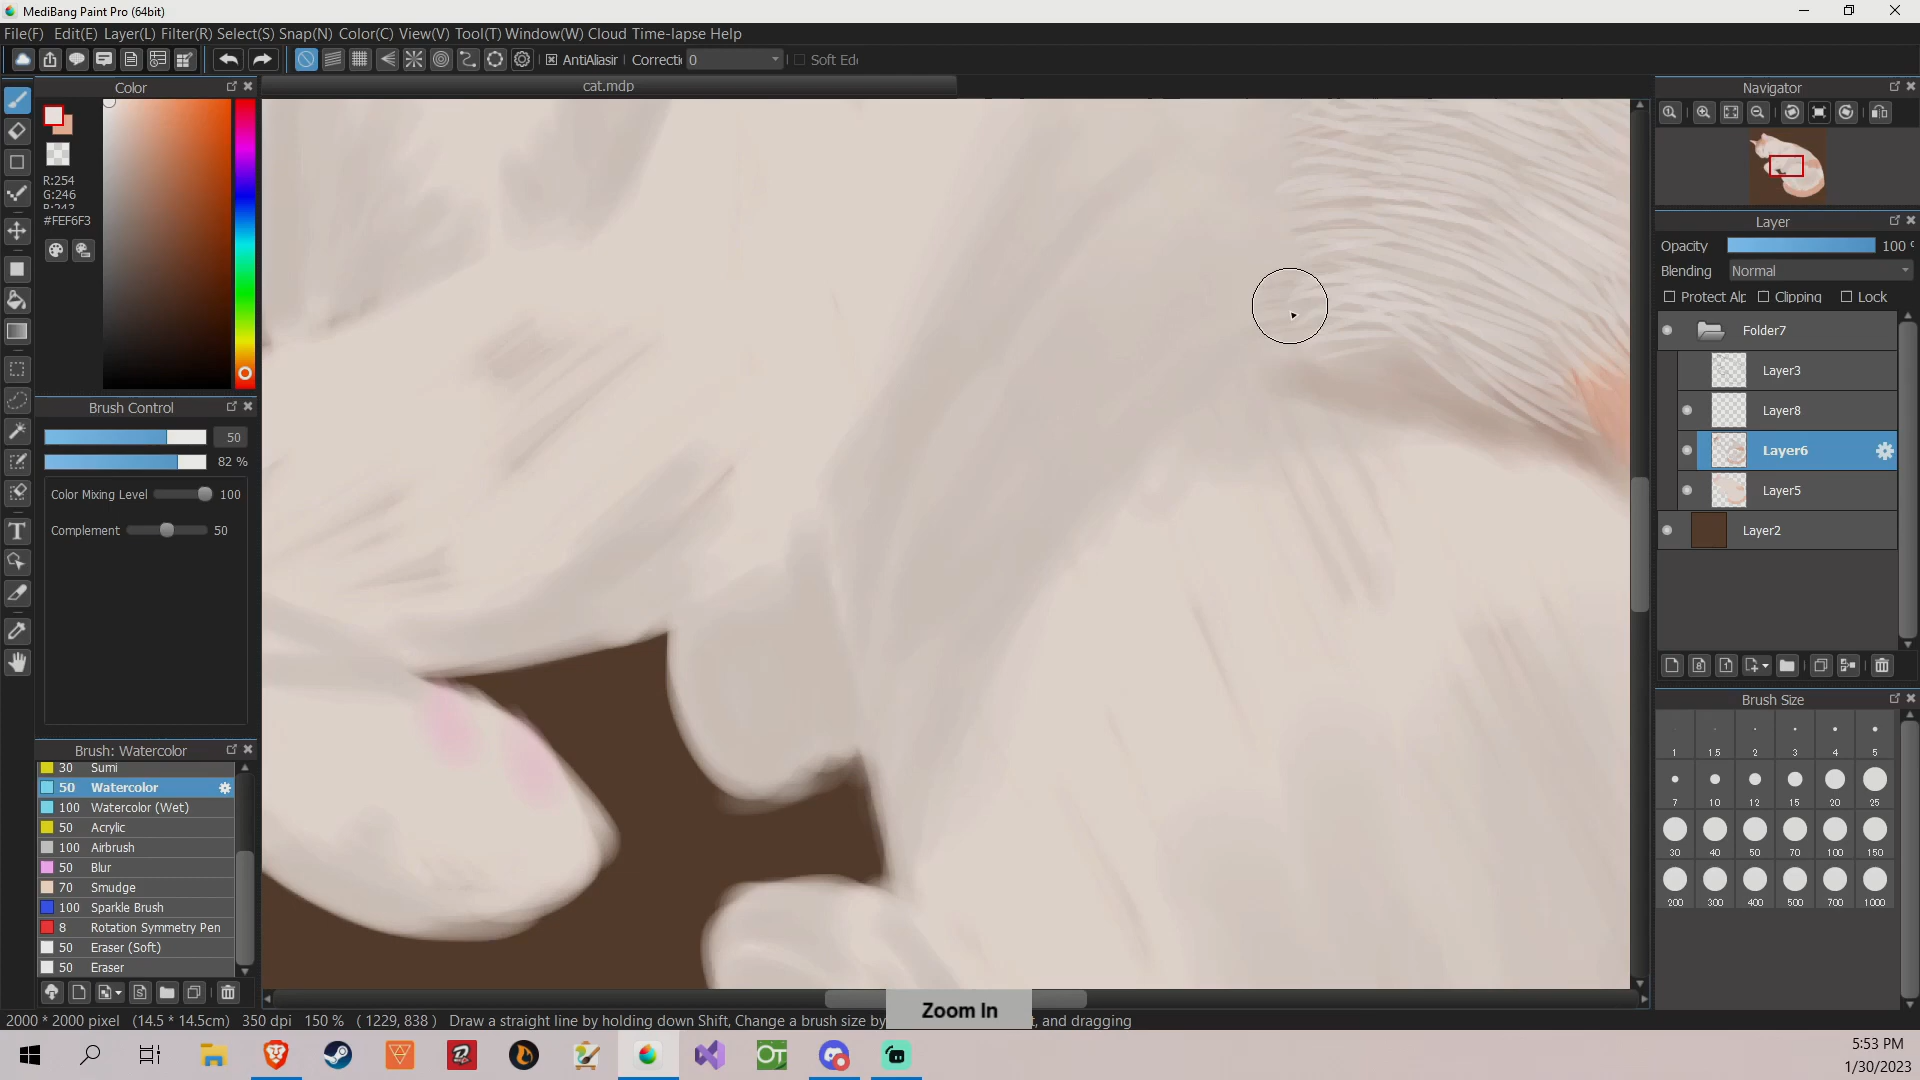 MediBang Paint Pro (64bit)
File(F) Edit(E) Layer(L) Filter(R) Select(S) Snap(N) Color(C) View(V) Tool(T) Window(W) Cloud Time-lapse Help
AntiAliasin Correcti 0 Soft Ed
Color
cat.mdp
Navigator
R:254
G:246
B:243
#FEF6F3
Layer
Opacity 100
Blending Normal
Protect Alp Clipping Lock
Folder7
Layer3
Layer8
Layer6
Layer5
Layer2
Brush Control
50
82 %
Color Mixing Level 100
Complement 50
Brush: Watercolor
30 Sumi
50 Watercolor
100 Watercolor (Wet)
50 Acrylic
100 Airbrush
50 Blur
70 Smudge
100 Sparkle Brush
8 Rotation Symmetry Pen
50 Eraser (Soft)
50 Eraser
Brush Size
1 1.5 2 3 4 5
7 10 12 15 20 25
30 40 50 70 100 150
200 300 400 500 700 1000
Zoom In
2000 * 2000 pixel (14.5 * 14.5cm) 350 dpi 150 % ( 1229, 838 ) Draw a straight line by holding down Shift, Change a brush size by , and dragging
5:53 PM
1/30/2023